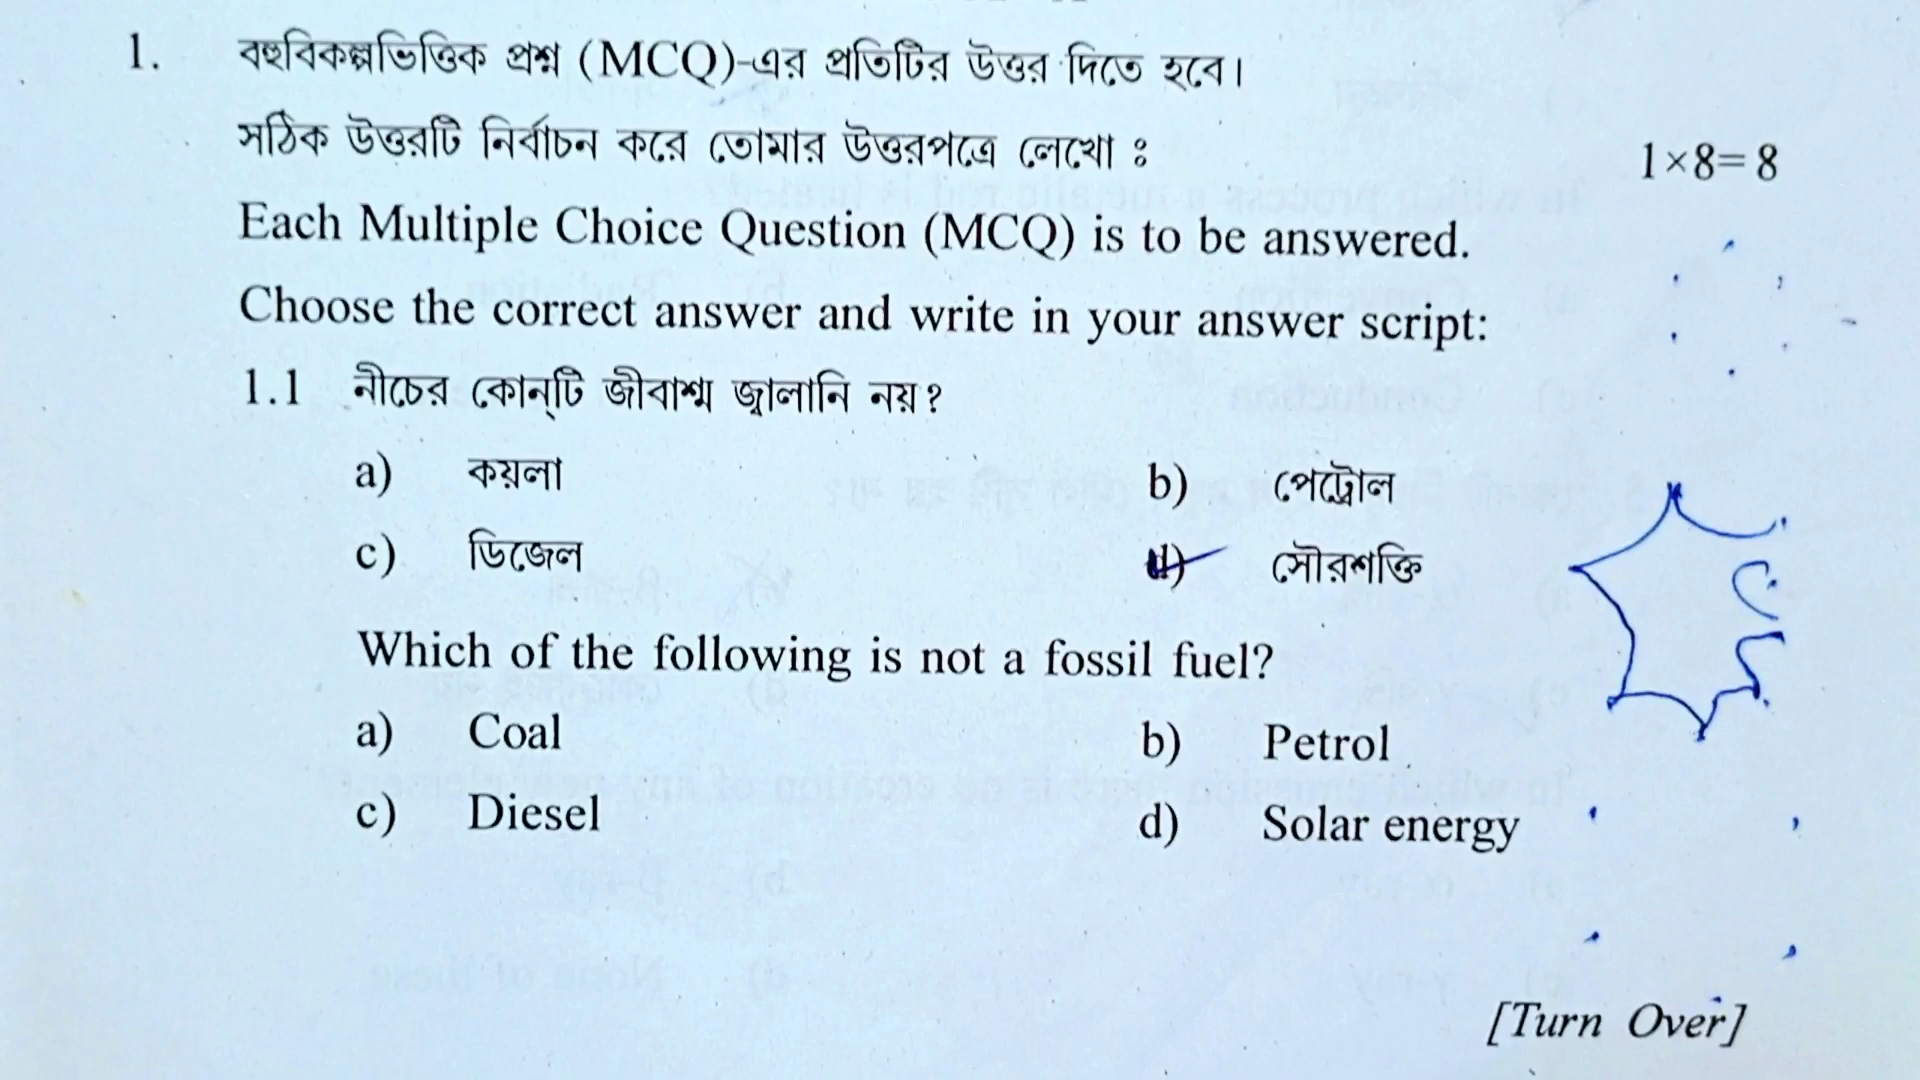 1. বহুবিকল্পভিত্তিক প্রশ্ন (MCQ)-এর প্রতিটির উত্তর দিতে হবে।
সঠিক উত্তরটি নির্বাচন করে তোমার উত্তরপত্রে লেখো ঃ 1×8= 8
Each Multiple Choice Question (MCQ) is to be answered.
Choose the correct answer and write in your answer script:
1.1 নীচের কোন্‌টি জীবাশ্ম জ্বালানি নয়?
a) কয়লা b) পেট্রোল
c) ডিজেল d) সৌরশক্তি
Which of the following is not a fossil fuel?
a) Coal b) Petrol
c) Diesel d) Solar energy
[Turn Over]